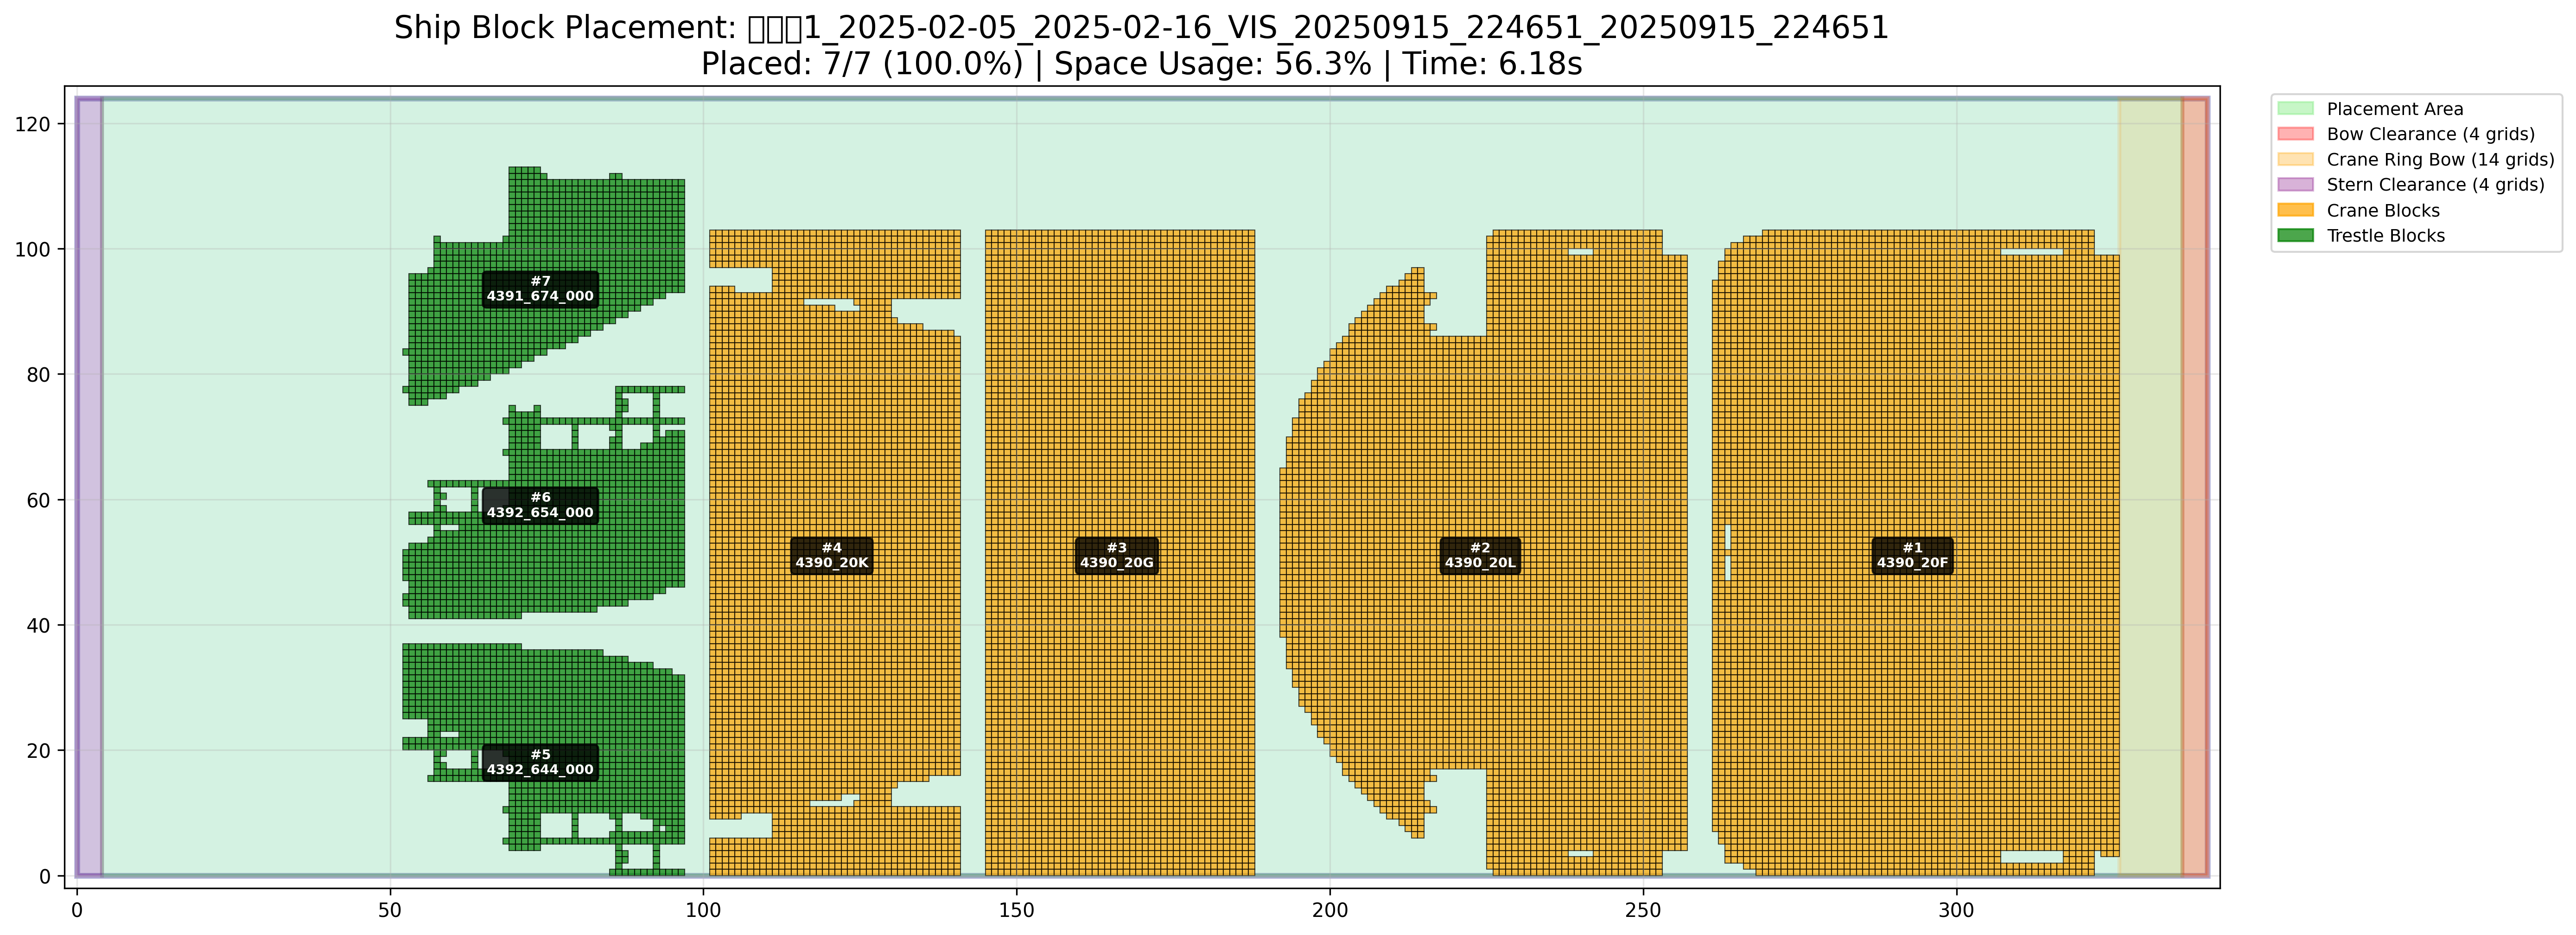 Ship Block Placement: □□□1_2025-02-05_2025-02-16_VIS_20250915_224651_20250915_224651
Placed: 7/7 (100.0%) | Space Usage: 56.3% | Time: 6.18s
Placement Area
Bow Clearance (4 grids)
Crane Ring Bow (14 grids)
Stern Clearance (4 grids)
Crane Blocks
Trestle Blocks
120
100
80
60
40
20
0
#7
4391_674_000
#6
4392_654_000
#5
4392_644_000
#4
4390_20K
#3
4390_20G
#2
4390_20L
#1
4390_20F
0
50
100
150
200
250
300